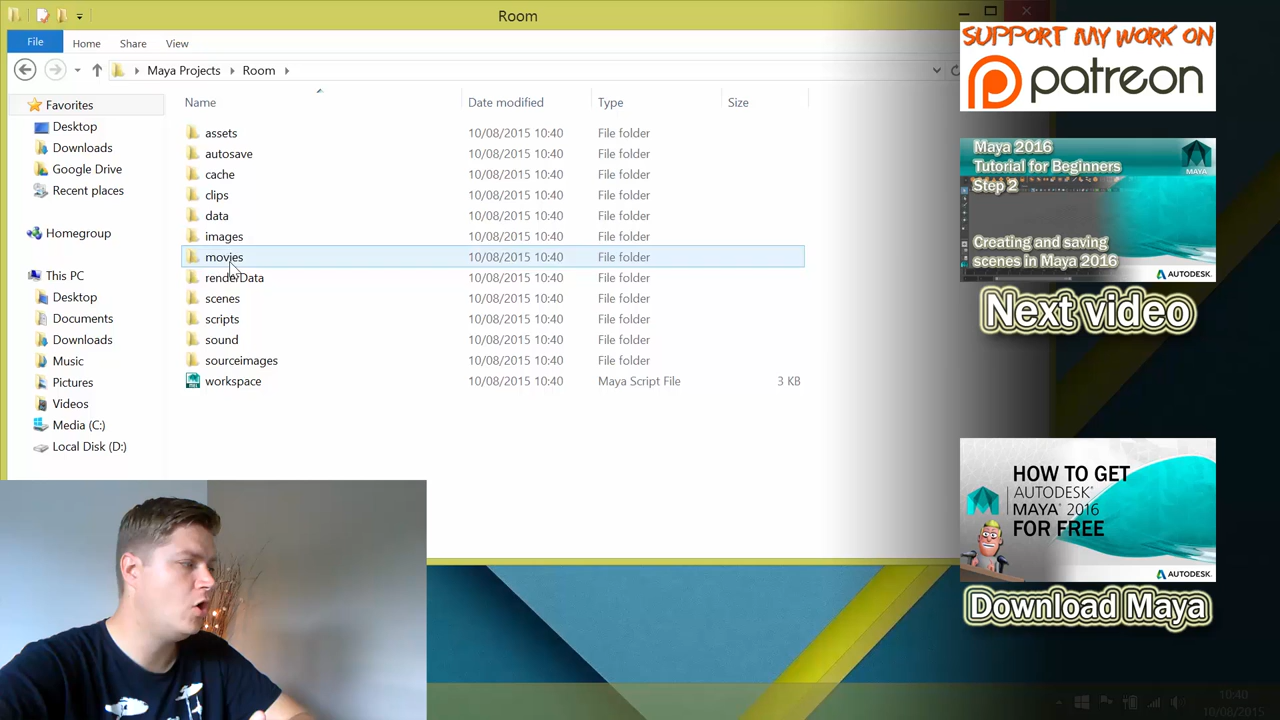 Room
File Home Share View
Maya Projects Room
Name Date modified Type Size
Favorites
Desktop
Downloads
Google Drive
Recent places
Homegroup
This PC
Desktop
Documents
Downloads
Music
Pictures
Videos
Media (C:)
Local Disk (D:)
assets 10/08/2015 10:40 File folder
autosave 10/08/2015 10:40 File folder
cache 10/08/2015 10:40 File folder
clips 10/08/2015 10:40 File folder
data 10/08/2015 10:40 File folder
images 10/08/2015 10:40 File folder
movies 10/08/2015 10:40 File folder
renderData 10/08/2015 10:40 File folder
scenes 10/08/2015 10:40 File folder
scripts 10/08/2015 10:40 File folder
sound 10/08/2015 10:40 File folder
sourceimages 10/08/2015 10:40 File folder
workspace 10/08/2015 10:40 Maya Script File 3 KB
SUPPORT MY WORK ON
patreon
Maya 2016
Tutorial for Beginners
Step 2
MAYA
Creating and saving
scenes in Maya 2016
AUTODESK.
Next video
HOW TO GET
AUTODESK®
MAYA® 2016
FOR FREE
AUTODESK.
Download Maya
10:40
10/08/2015